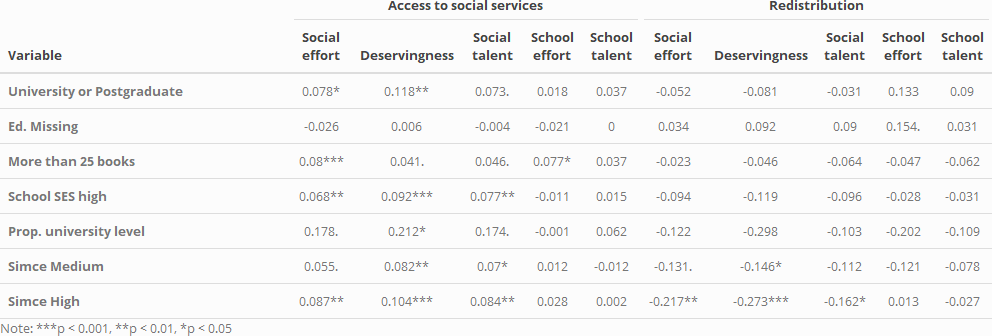 Access to social services Redistribution
Variable Social effort Deservingness Social talent School effort School talent Social effort Deservingness Social talent School effort School talent
University or Postgraduate 0.078* 0.118** 0.073. 0.018 0.037 -0.052 -0.081 -0.031 0.133 0.09
Ed. Missing -0.026 0.006 -0.004 -0.021 0 0.034 0.092 0.09 0.154. 0.031
More than 25 books 0.08*** 0.041. 0.046. 0.077* 0.037 -0.023 -0.046 -0.064 -0.047 -0.062
School SES high 0.068** 0.092*** 0.077** -0.011 0.015 -0.094 -0.119 -0.096 -0.028 -0.031
Prop. university level 0.178. 0.212* 0.174. -0.001 0.062 -0.122 -0.298 -0.103 -0.202 -0.109
Simce Medium 0.055. 0.082** 0.07* 0.012 -0.012 -0.131. -0.146* -0.112 -0.121 -0.078
Simce High 0.087** 0.104*** 0.084** 0.028 0.002 -0.217** -0.273*** -0.162* 0.013 -0.027
Note: ***p < 0.001, **p < 0.01, *p < 0.05